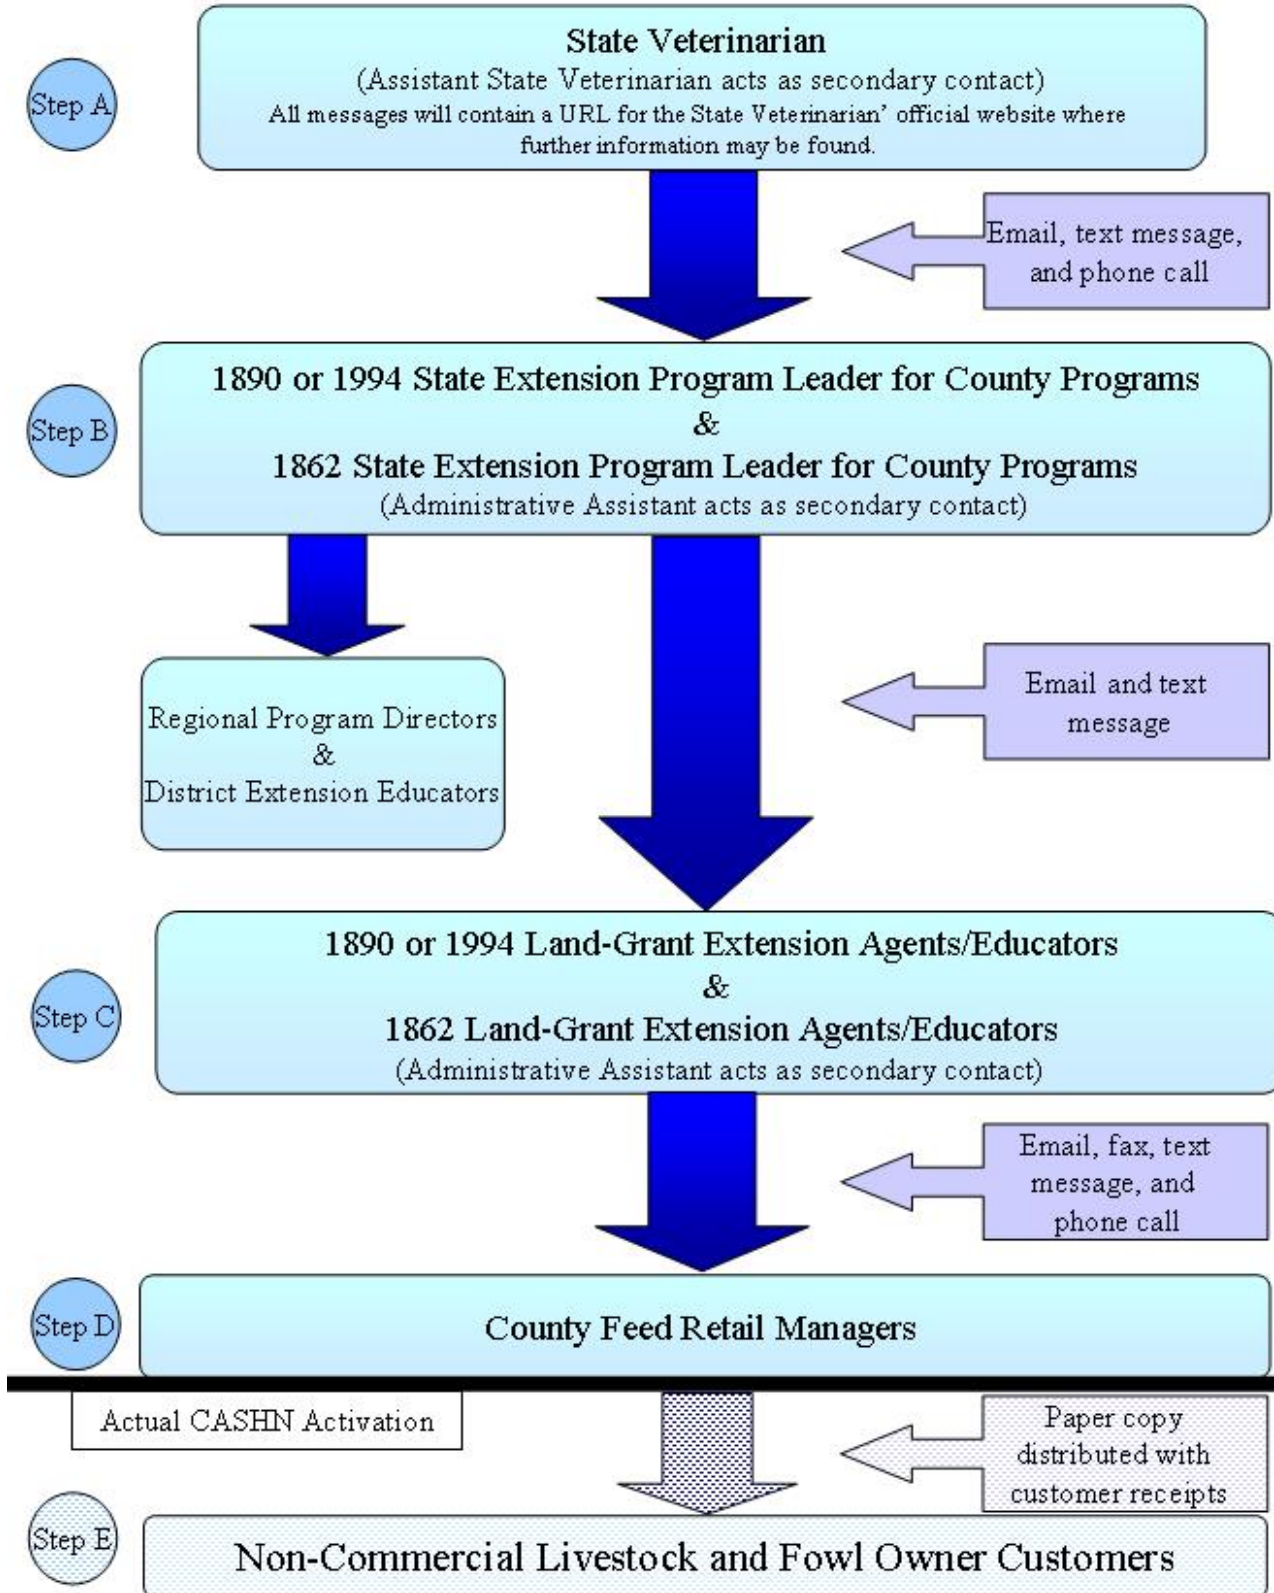 State Veterinarian
(Assistant State Veterinarian acts as secondary contact)
All messages will contain a URL for the State Veterinarian' official website where
further information may be found.
Step A
Email, text message,
and phone call
1890 or 1994 State Extension Program Leader for County Programs
&
1862 State Extension Program Leader for County Programs
(Administrative Assistant acts as secondary contact)
Step B
Regional Program Directors
&
District Extension Educators
Email and text
message
1890 or 1994 Land-Grant Extension Agents/Educators
&
1862 Land-Grant Extension Agents/Educators
(Administrative Assistant acts as secondary contact)
Step C
Email, fax, text
message, and
phone call
Step D
County Feed Retail Managers
Actual CASHN Activation
Paper copy
distributed with
customer receipts
Step E
Non-Commercial Livestock and Fowl Owner Customers